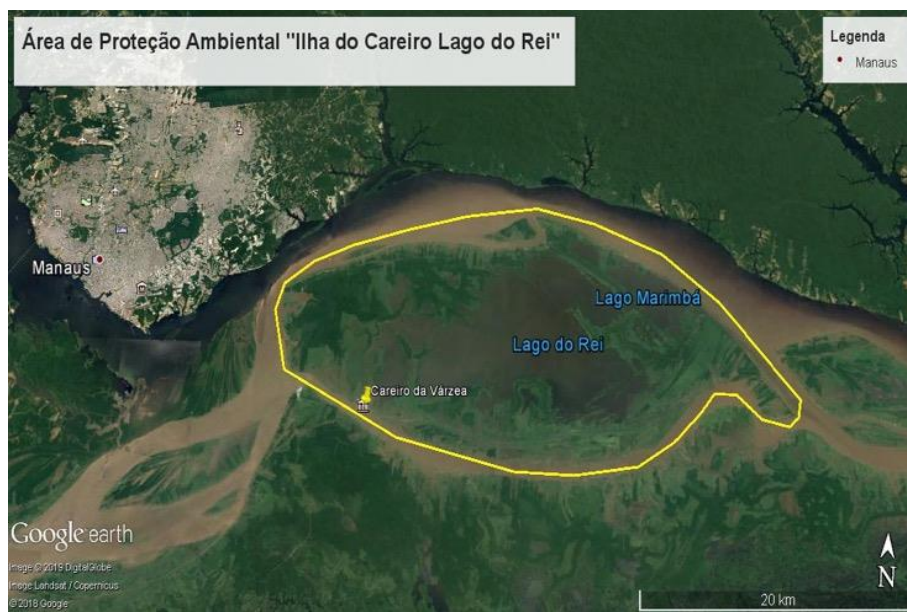 Área de Proteção Ambiental "Ilha do Careiro Lago do Rei"
Legenda
Manaus
Manaus
Lago Marimbá
Lago do Rei
Careiro da Várzea
Google earth
Image © 2019 DigitalGlobe
Image Landsat / Copernicus
© 2018 Google
N
20 km